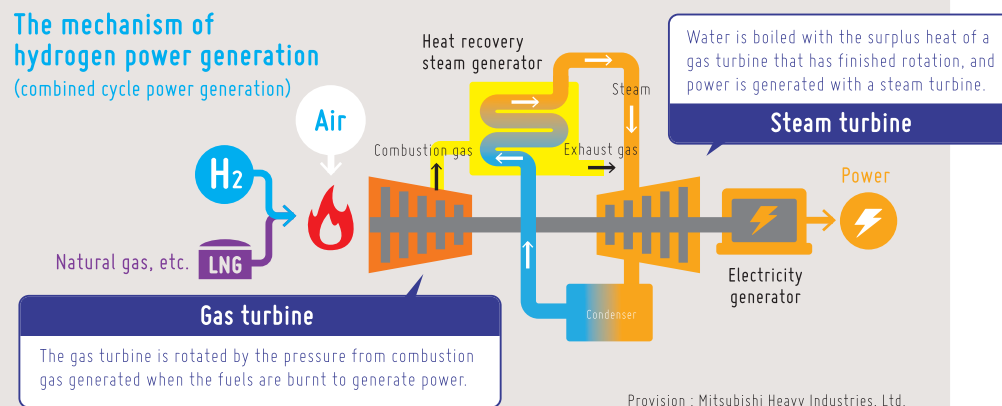 The mechanism of
hydrogen power generation
(combined cycle power generation)
Air
H2
Natural gas, etc.
LNG
Heat recovery
steam generator
Steam
Combustion gas
Exhaust gas
Water is boiled with the surplus heat of a
gas turbine that has finished rotation, and
power is generated with a steam turbine.
Steam turbine
Power
Electricity
generator
Condenser
Gas turbine
The gas turbine is rotated by the pressure from combustion
gas generated when the fuels are burnt to generate power.
Provision : Mitsubishi Heavy Industries, Ltd.